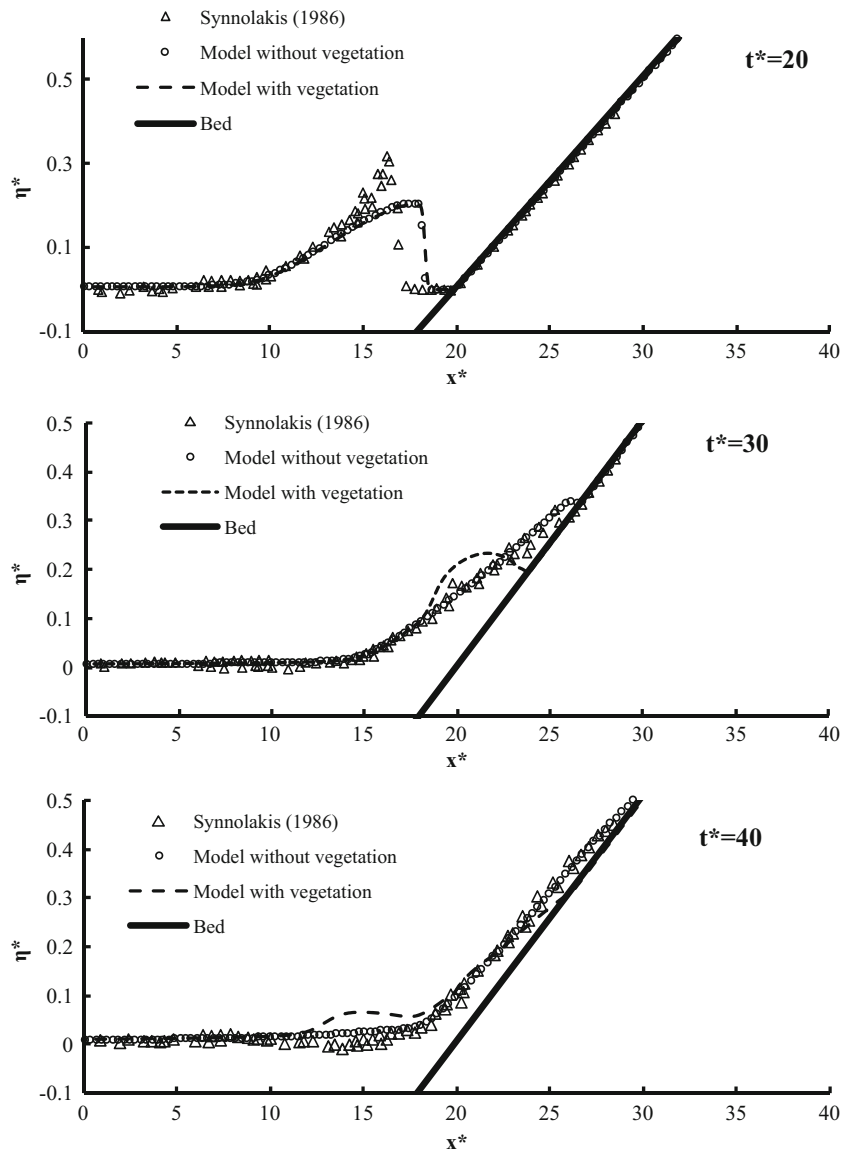 Synnolakis (1986)
Model without vegetation
Model with vegetation
Bed
t*=20
0.5
0.3
0.1
-0.1
η*
0 5 10 15 20 25 30 35 40
x*
Synnolakis (1986)
Model without vegetation
Model with vegetation
Bed
t*=30
0.5
0.4
0.3
0.2
0.1
0
-0.1
η*
0 5 10 15 20 25 30 35 40
x*
Synnolakis (1986)
Model without vegetation
Model with vegetation
Bed
t*=40
0.5
0.4
0.3
0.2
0.1
0
-0.1
η*
0 5 10 15 20 25 30 35 40
x*